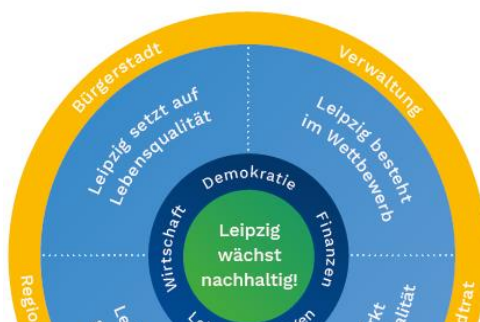 Bürgerstadt
Verwaltung
Leipzig setzt auf
Lebensqualität
Leipzig besteht
im Wettbewerb
Demokratie
Wirtschaft
Finanzen
Leipzig
wächst
nachhaltig!